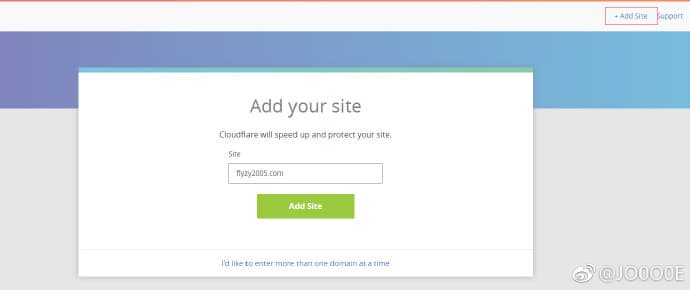 + Add Site Support
Add your site
Cloudflare will speed up and protect your site.
Site
flyzy2005.com
Add Site
I'd like to enter more than one domain at a time
@JO0O0E